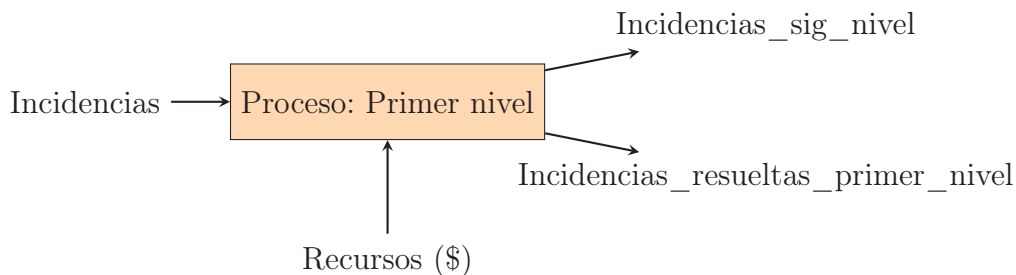 Incidencias_sig_nivel
Incidencias
Proceso: Primer nivel
Incidencias_resueltas_primer_nivel
Recursos ($)